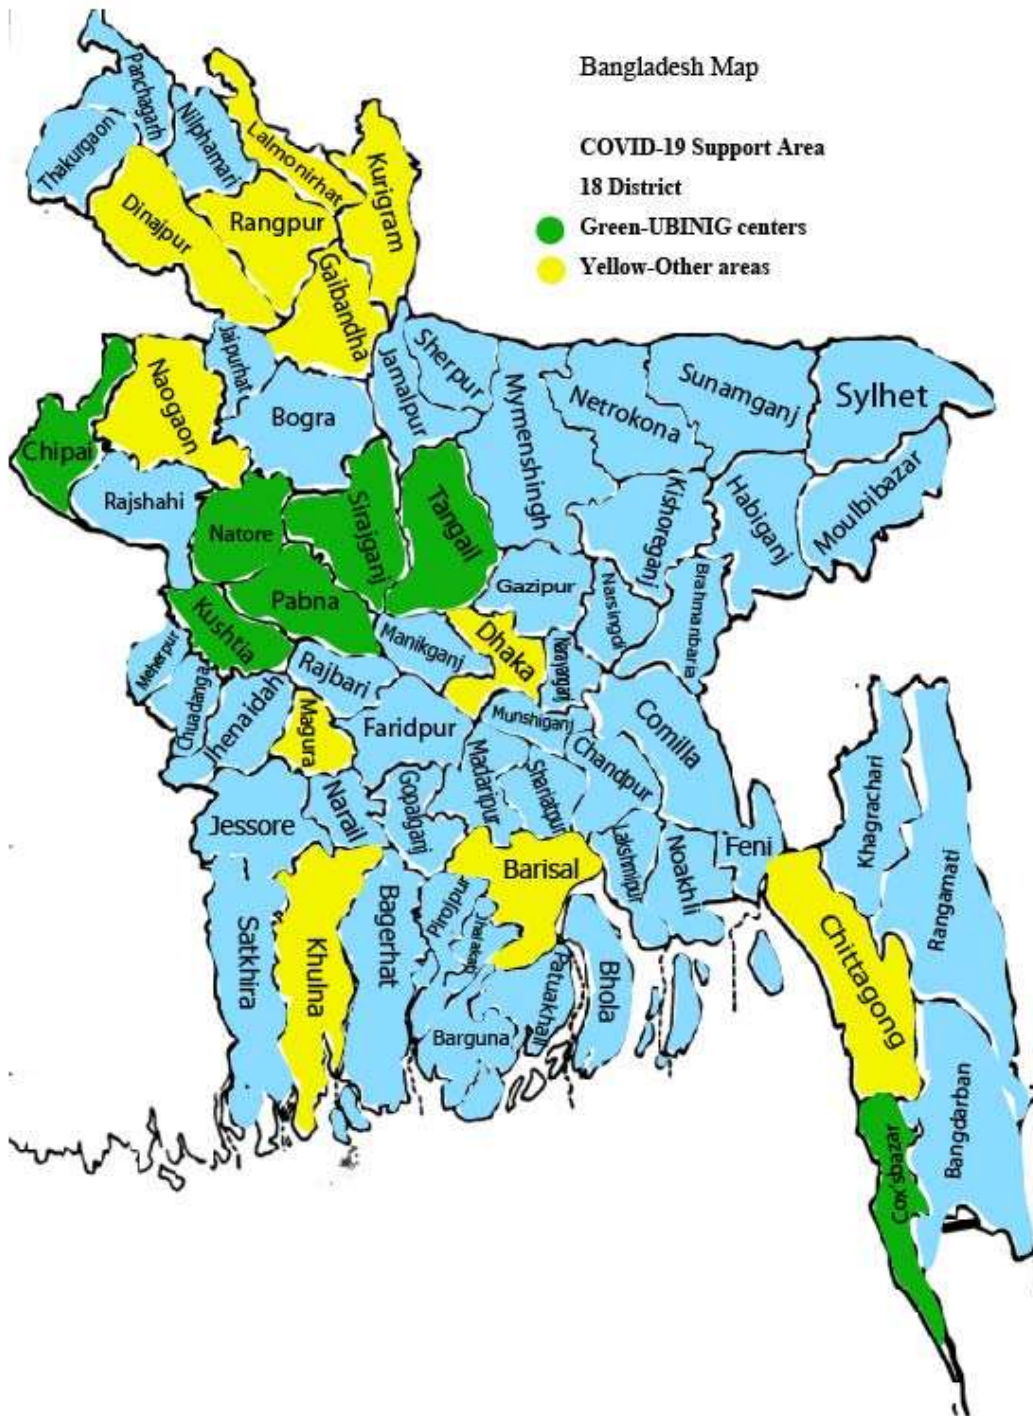 Bangladesh Map
COVID-19 Support Area
18 District
Green-UBINIG centers
Yellow-Other areas
Panchagarh
Thakurgaon
Nilphamari
Lalmonirhat
Kurigram
Dinajpur
Rangpur
Gaibandha
Jaipurhat
Naogaon
Chipai
Bogra
Jamalpur
Sherpur
Mymenshingh
Netrokona
Sunamganj
Sylhet
Moulbibazar
Habiganj
Kishoreganj
Rajshahi
Natore
Sirajganj
Tangail
Pabna
Kushtia
Gazipur
Narsingdi
Brahmanbaria
Meherpur
Chuadanga
Jhenaidah
Magura
Rajbari
Manikganj
Dhaka
Faridpur
Munshiganj
Comilla
Chandpur
Madaripur
Shariatpur
Gopalganj
Narail
Jessore
Satkhira
Khulna
Bagerhat
Pirojpur
Barisal
Patuakhali
Barguna
Bhola
Lakshmipur
Noakhli
Feni
Khagrachari
Rangamati
Chittagong
Bangdarban
Cox'sbazar